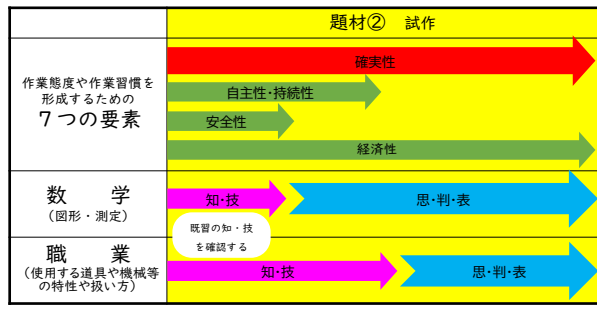 題材② 試作
作業態度や作業習慣を
形成するための
7つの要素
確実性
自主性・持続性
安全性
経済性
数 学
(図形・測定)
知・技
思・判・表
既習の知・技
を確認する
職 業
(使用する道具や機械等
の特性や扱い方)
知・技
思・判・表